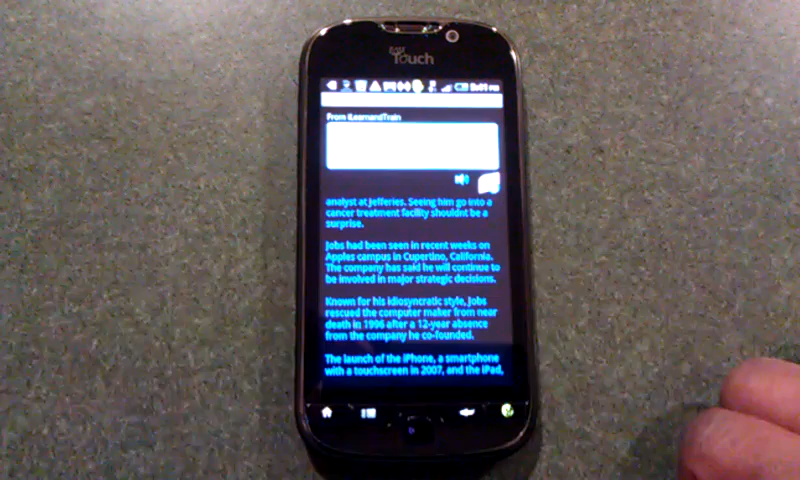 my
Touch
From iLearnandTrain
analyst at Jefferies. Seeing him go into a
cancer treatment facility shouldnt be a
surprise.
Jobs had been seen in recent weeks on
Apples campus in Cupertino, California.
The company has said he will continue to
be involved in major strategic decisions.
Known for his idiosyncratic style, Jobs
rescued the computer maker from near
death in 1996 after a 12-year absence
from the company he co-founded.
The launch of the iPhone, a smartphone
with a touchscreen in 2007, and the iPad,